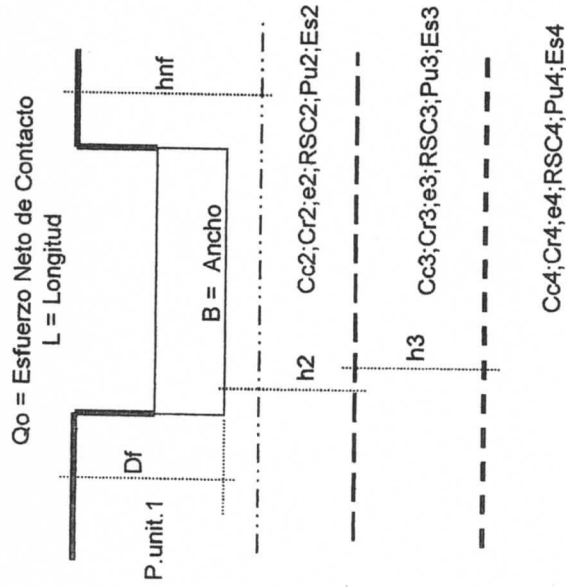 Qo = Esfuerzo Neto de Contacto
L = Longitud
hnf
Df
P.unit.1
B = Ancho
h2
Cc2;Cr2;e2;RSC2;Pu2;Es2
h3
Cc3;Cr3;e3;RSC3;Pu3;Es3
Cc4;Cr4;e4;RSC4;Pu4;Es4